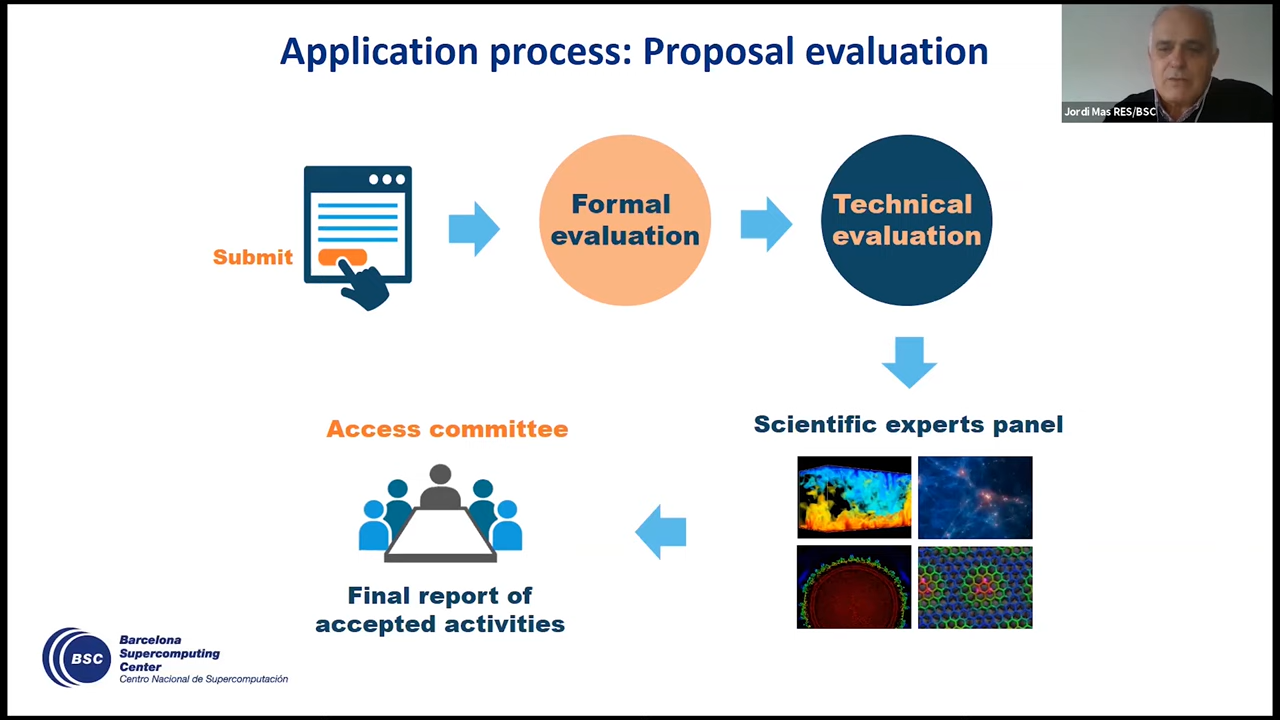 Application process: Proposal evaluation
Jordi Mas RES/BSC
Submit
Formal
evaluation
Technical
evaluation
Scientific experts panel
Access committee
Final report of
accepted activities
BSC
Barcelona
Supercomputing
Center
Centro Nacional de Supercomputación